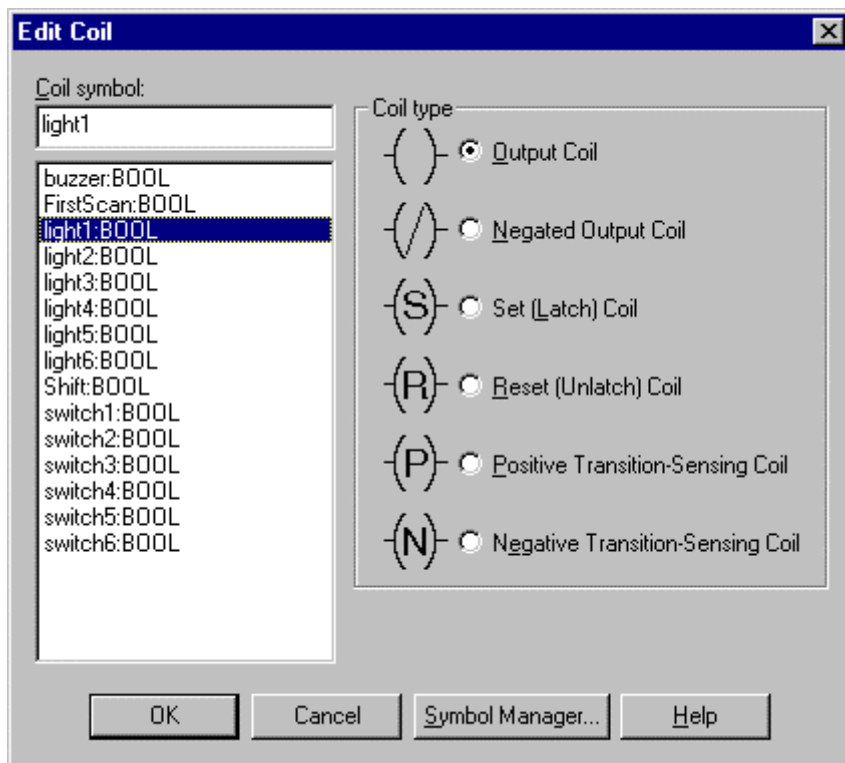 Edit Coil
Coil symbol:
light1
buzzer:BOOL
FirstScan:BOOL
light1:BOOL
light2:BOOL
light3:BOOL
light4:BOOL
light5:BOOL
light6:BOOL
Shift:BOOL
switch1:BOOL
switch2:BOOL
switch3:BOOL
switch4:BOOL
switch5:BOOL
switch6:BOOL
Coil type
Output Coil
Negated Output Coil
S Set (Latch) Coil
R Reset (Unlatch) Coil
P Positive Transition-Sensing Coil
N Negative Transition-Sensing Coil
OK Cancel Symbol Manager... Help